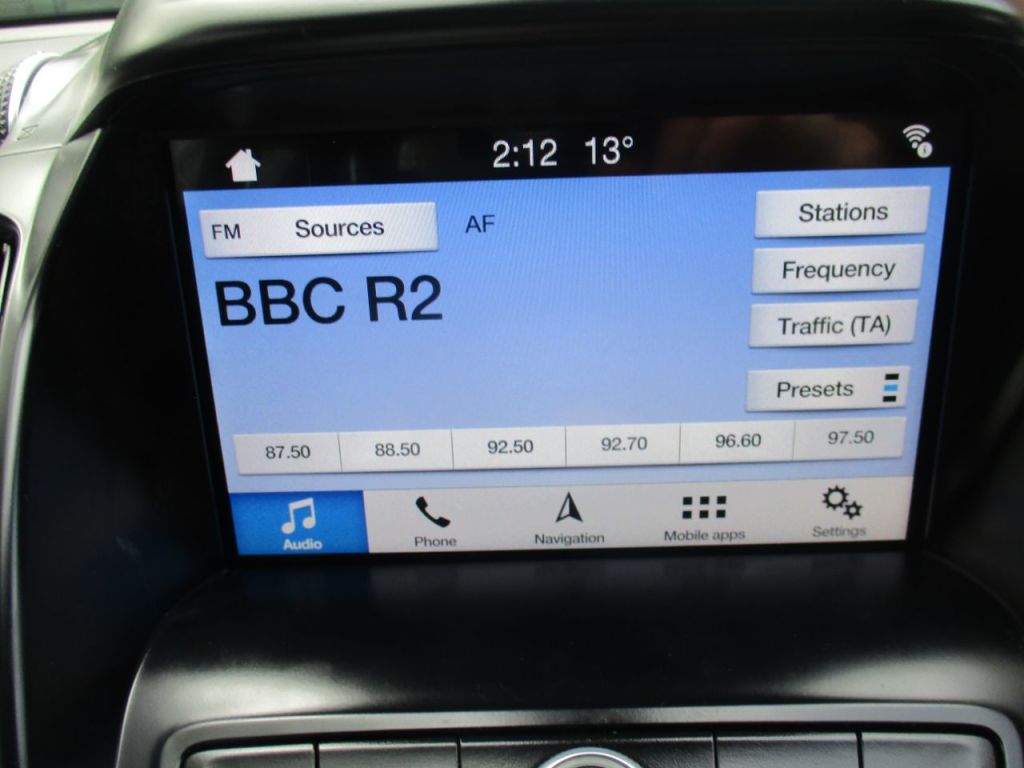 2:12 13°
FM Sources AF
Stations
BBC R2
Frequency
Traffic (TA)
Presets
87.50 88.50 92.50 92.70 96.60 97.50
Audio Phone Navigation Mobile apps Settings